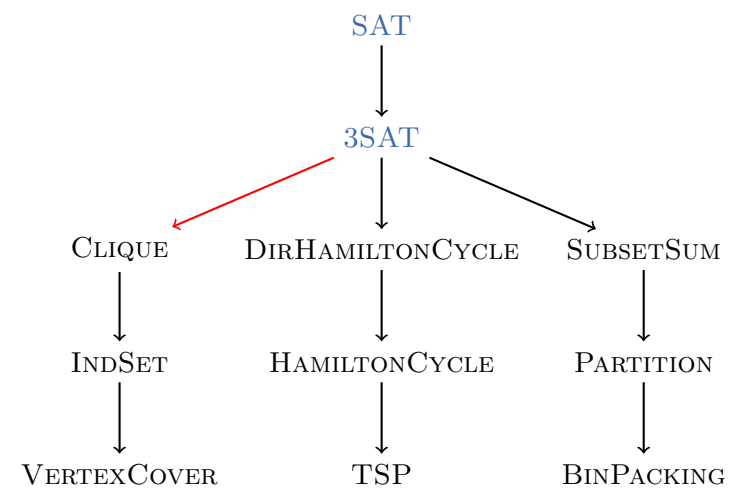 SAT
3SAT
Clique DirHamiltonCycle SubsetSum
IndSet HamiltonCycle Partition
VertexCover TSP BinPacking